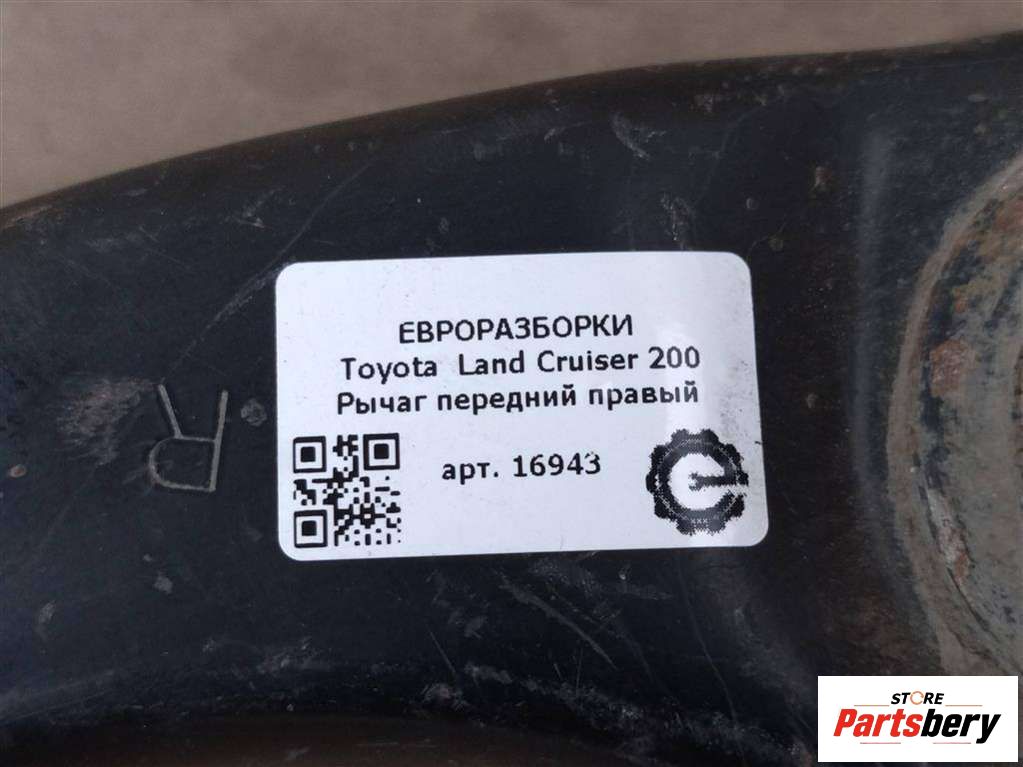 ЕВРОРАЗБОРКИ
Toyota Land Cruiser 200
Рычаг передний правый
арт. 16943
R
STORE
Partsbery